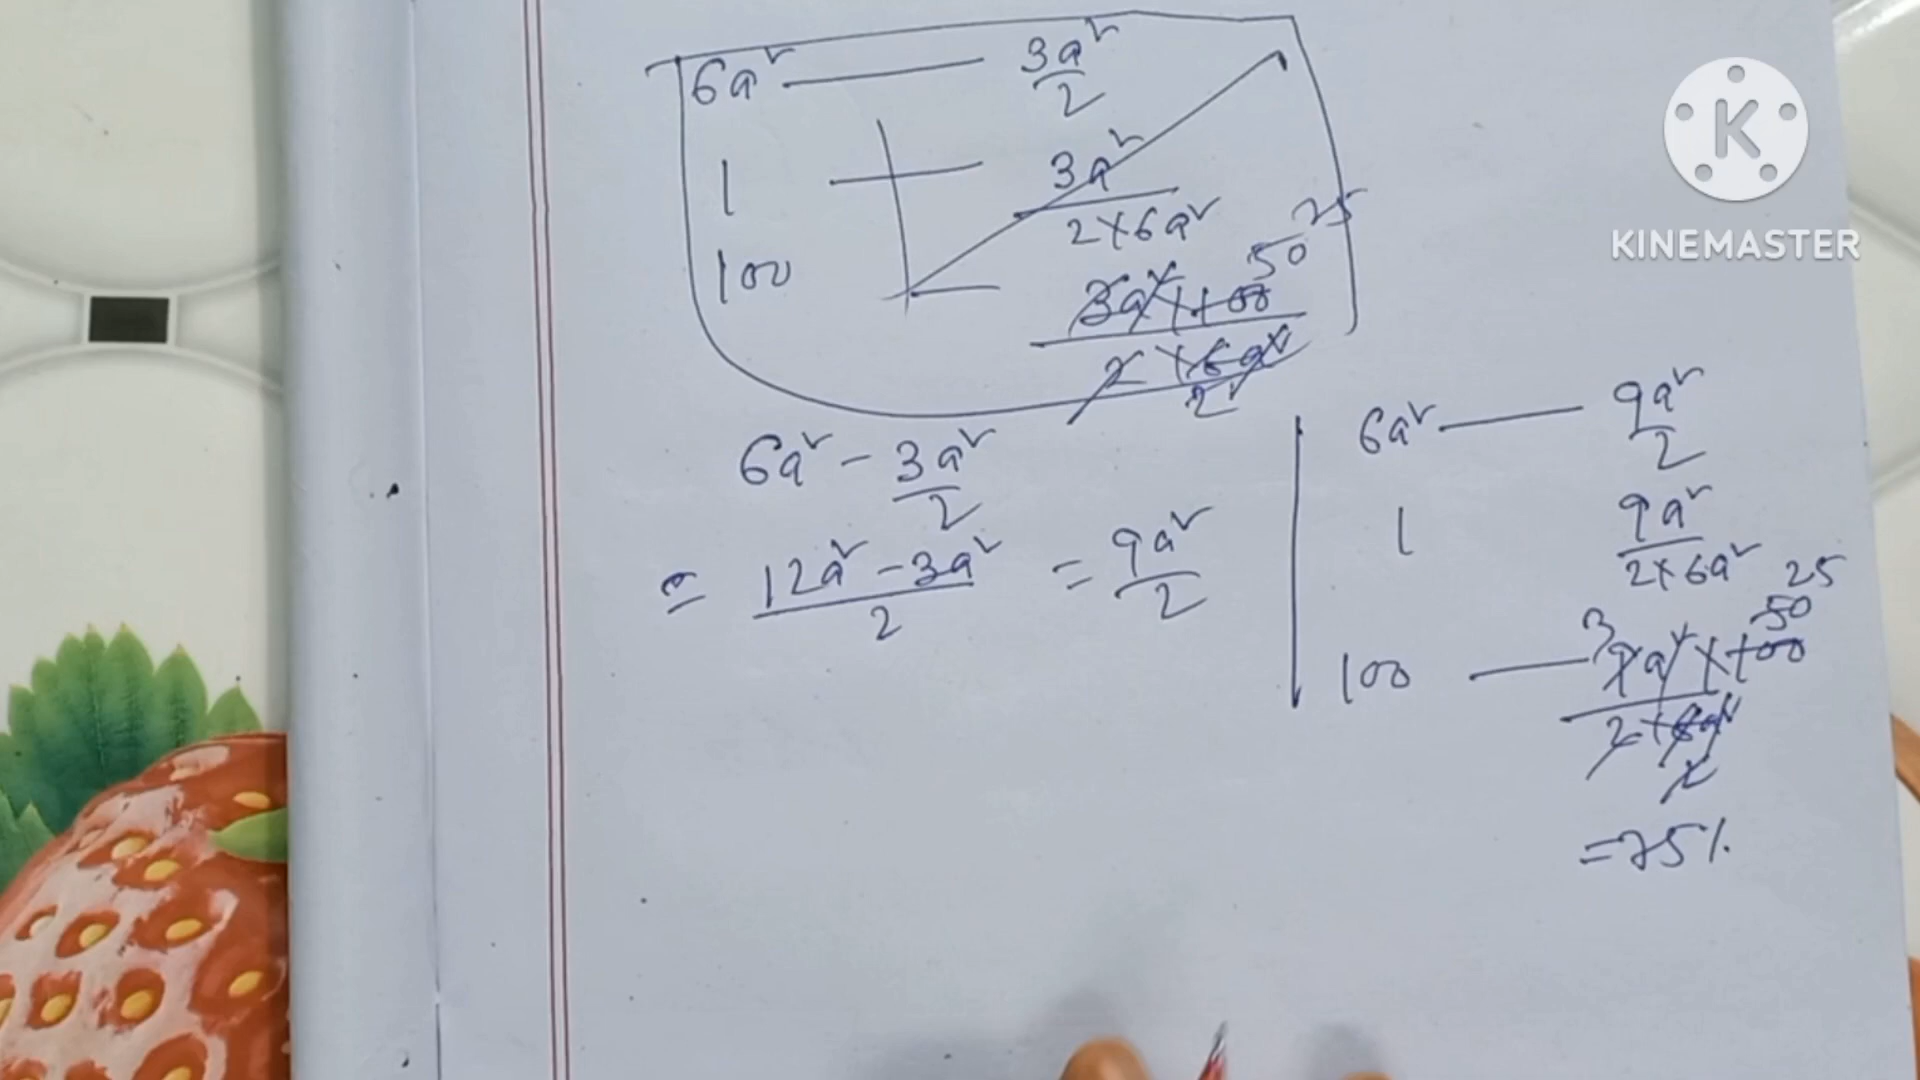 6a² — 3a²/2
1 — 3a²/2×6a²
100 — 3a²×100/2×6a² 50 25 2
6a² - 3a²/2
= 12a² - 3a²/2 = 9a²/2
6a² — 9a²/2
1 9a²/2×6a²
100 — 9a²×100/2×6a² 3 50 25 2
=75%
K
KINEMASTER